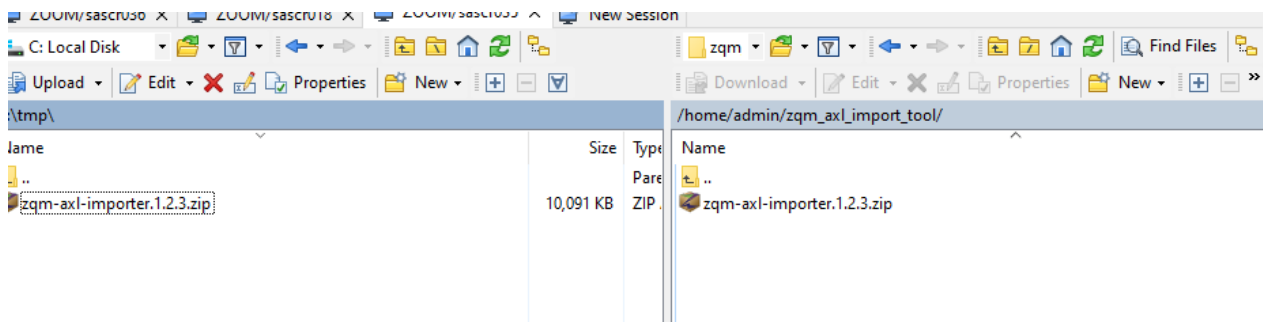 ZOOM/sascr036 X ZOOM/sascr018 X ZOOM/sascr035 X New Session
C: Local Disk zqm Find Files
Upload Edit Properties New Download Edit Properties New »
:\tmp\ /home/admin/zqm_axl_import_tool/
Name Size Type Name
.. Pare ..
zqm-axl-importer.1.2.3.zip 10,091 KB ZIP zqm-axl-importer.1.2.3.zip